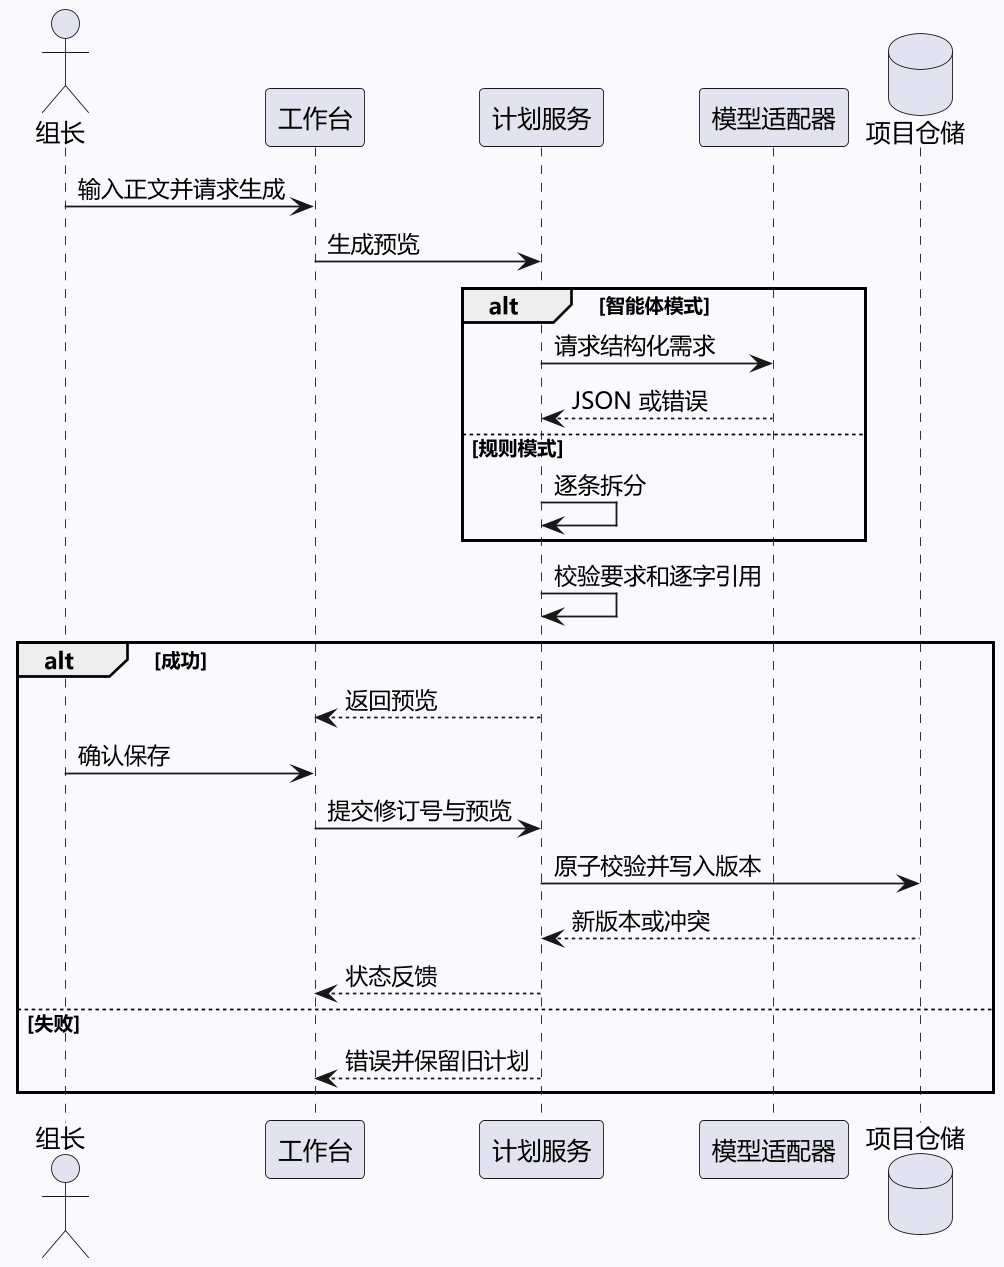 组长
工作台
计划服务
模型适配器
项目仓储
输入正文并请求生成
生成预览
alt [智能体模式]
请求结构化需求
JSON 或错误
[规则模式]
逐条拆分
校验要求和逐字引用
alt [成功]
返回预览
确认保存
提交修订号与预览
原子校验并写入版本
新版本或冲突
状态反馈
[失败]
错误并保留旧计划
组长
工作台
计划服务
模型适配器
项目仓储